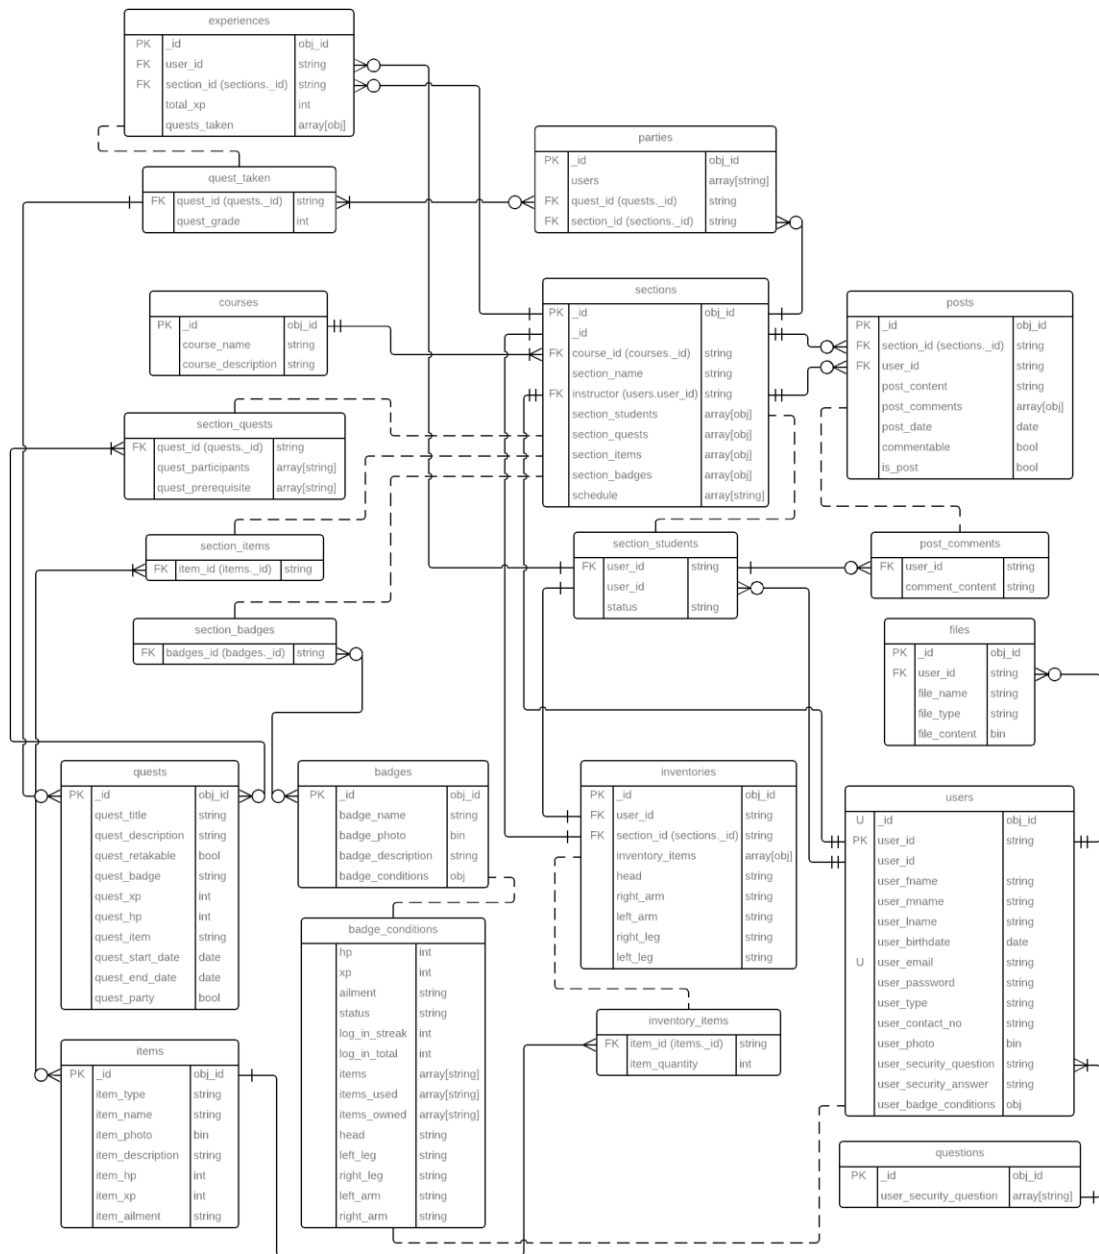 experiences
PK _id obj_id
FK user_id string
FK section_id (sections._id) string
total_xp int
quests_taken array[obj]
parties
PK _id obj_id
users array[string]
FK quest_id (quests._id) string
FK section_id (sections._id) string
quest_taken
FK quest_id (quests._id) string
quest_grade int
courses
PK _id obj_id
course_name string
course_description string
sections
PK _id obj_id
_id
FK course_id (courses._id) string
section_name string
FK instructor (users.user_id) string
section_students array[obj]
section_quests array[obj]
section_items array[obj]
section_badges array[obj]
schedule array[string]
posts
PK _id obj_id
FK section_id (sections._id) string
FK user_id string
post_content string
post_comments array[obj]
post_date date
commentable bool
is_post bool
section_quests
FK quest_id (quests._id) string
quest_participants array[string]
quest_prerequisite array[string]
section_items
FK item_id (items._id) string
section_students
FK user_id string
user_id
status string
post_comments
FK user_id string
comment_content string
section_badges
FK badges_id (badges._id) string
files
PK _id obj_id
FK user_id string
file_name string
file_type string
file_content bin
quests
PK _id obj_id
quest_title string
quest_description string
quest_retakable bool
quest_badge string
quest_xp int
quest_hp int
quest_item string
quest_start_date date
quest_end_date date
quest_party bool
badges
PK _id obj_id
badge_name string
badge_photo bin
badge_description string
badge_conditions obj
inventories
PK _id obj_id
FK user_id string
FK section_id (sections._id) string
inventory_items array[obj]
head string
right_arm string
left_arm string
right_leg string
left_leg string
users
U _id obj_id
PK user_id string
user_id
user_fname string
user_mname string
user_lname string
user_birthdate date
U user_email string
user_password string
user_type string
user_contact_no string
user_photo bin
user_security_question string
user_security_answer string
user_badge_conditions obj
badge_conditions
hp int
xp int
ailment string
status string
log_in_streak int
log_in_total int
items array[string]
items_used array[string]
items_owned array[string]
head string
left_leg string
right_leg string
left_arm string
right_arm string
inventory_items
FK item_id (items._id) string
item_quantity int
items
PK _id obj_id
item_type string
item_name string
item_photo bin
item_description string
item_hp int
item_xp int
item_ailment string
questions
PK _id obj_id
user_security_question array[string]